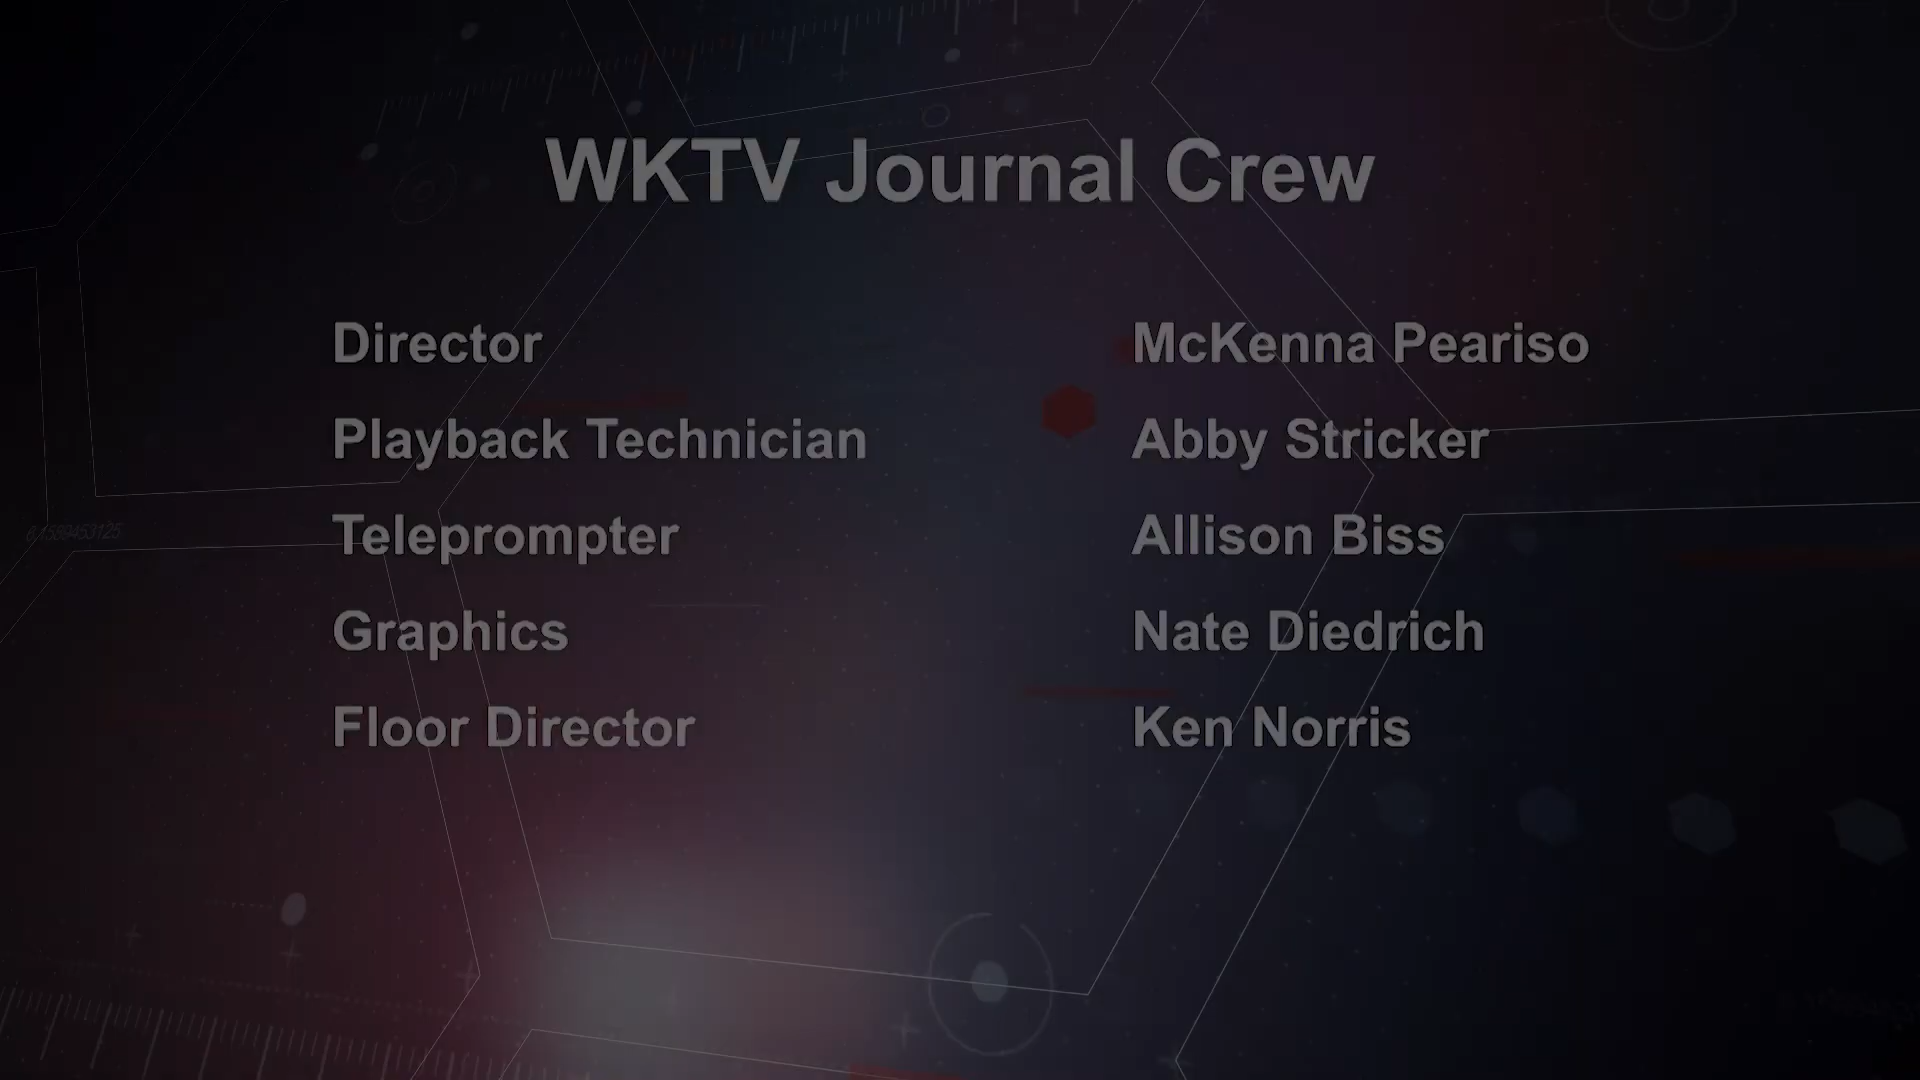 WKTV Journal Crew
Director McKenna Peariso
Playback Technician Abby Stricker
Teleprompter Allison Biss
Graphics Nate Diedrich
Floor Director Ken Norris